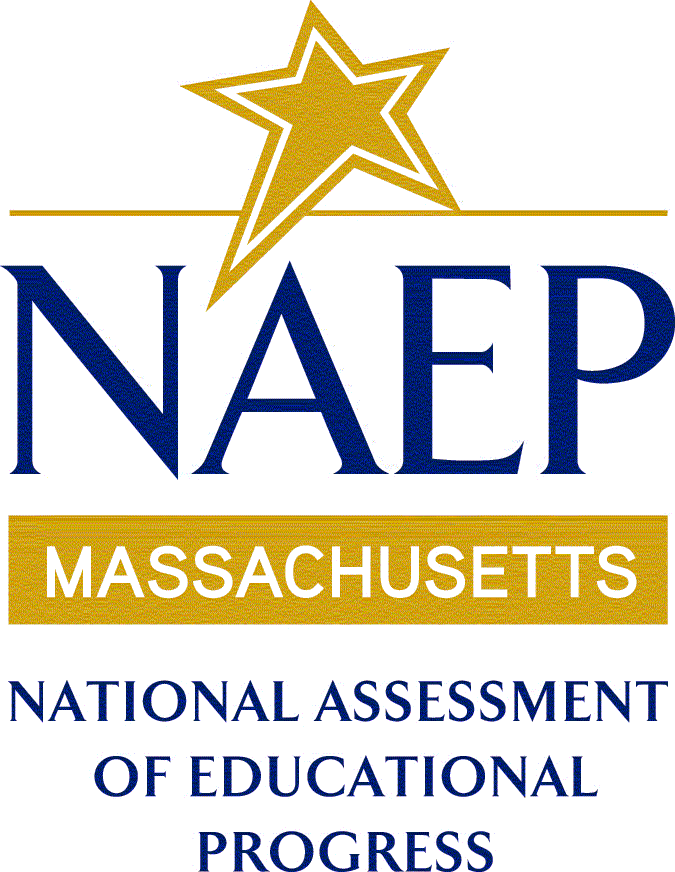 NAEP
MASSACHUSETTS
NATIONAL ASSESSMENT
OF EDUCATIONAL
PROGRESS